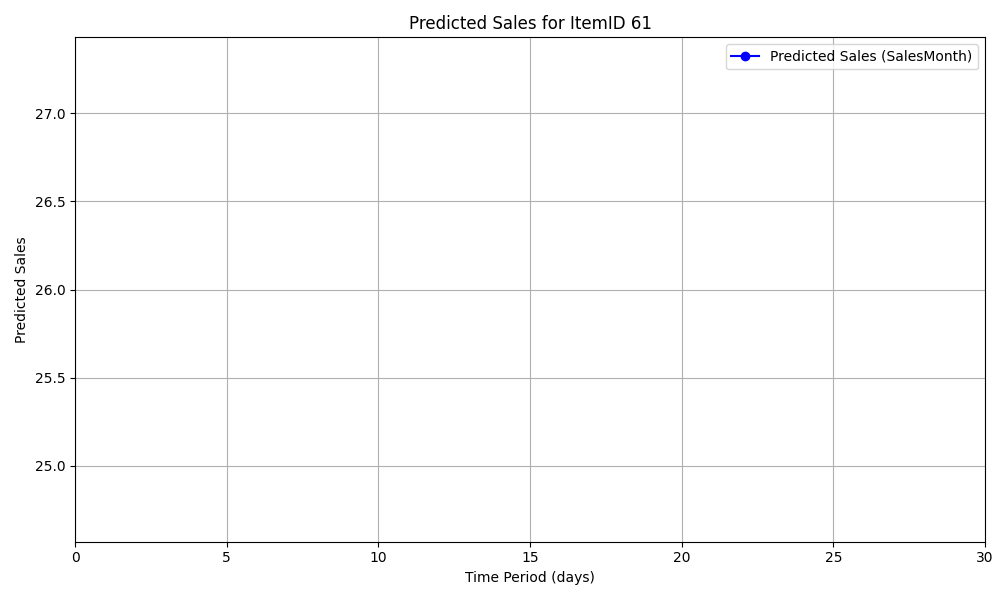 Predicted Sales for ItemID 61
Predicted Sales (SalesMonth)
Predicted Sales
27.0
26.5
26.0
25.5
25.0
0 5 10 15 20 25 30
Time Period (days)